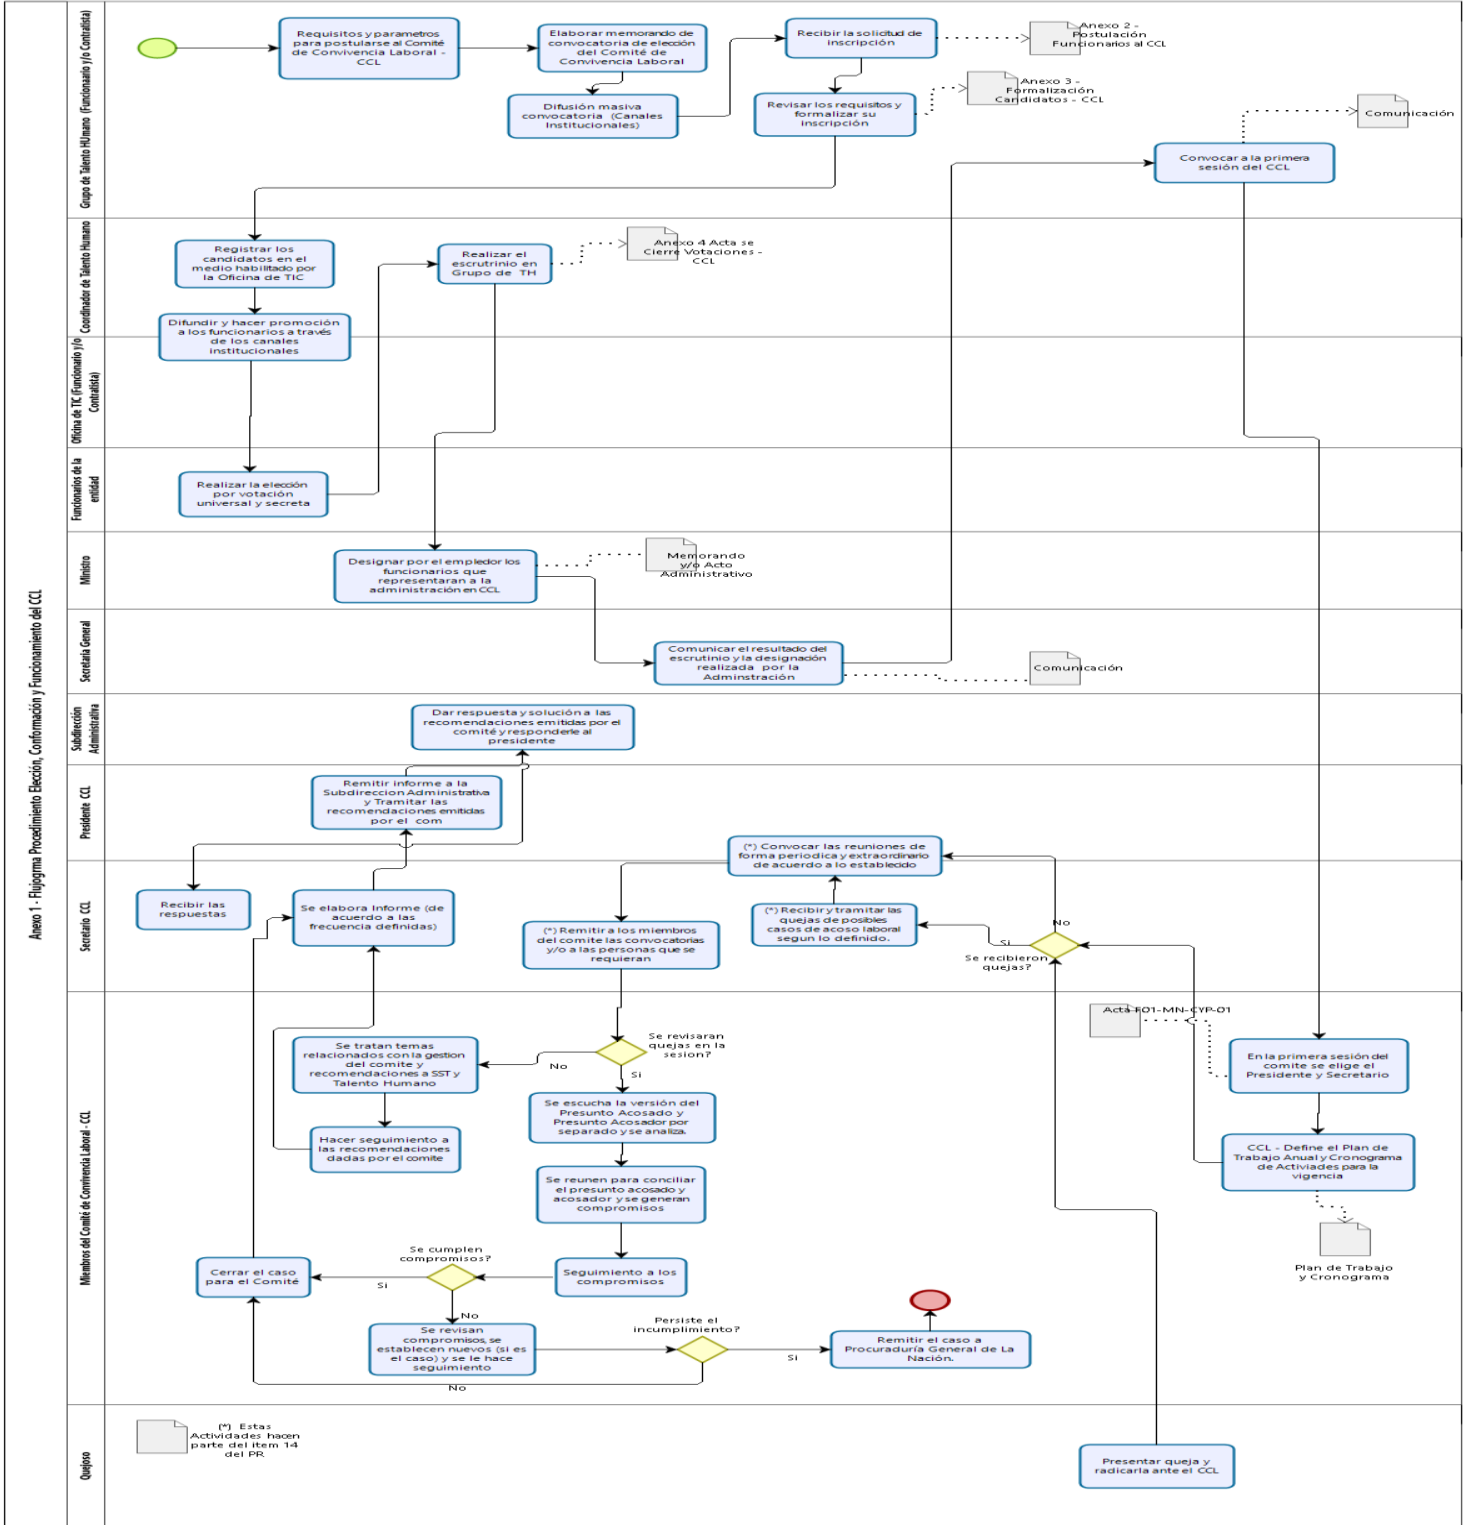 Anexo 1 - Flujogrma Procedimiento Elección, Conformación y Funcionamiento del CCL
Grupo de Talento HUmano (Funcionaario y/o Contratista)
Requisitos y parametros
para postularse al Comité
de Convivencia Laboral -
CCL
Elaborar memorando de
convocatoria de elección
del Comité de
Convivencia Laboral
Difusión masiva
convocatoria (Canales
Institucionales)
Recibir la solicitud de
inscripción
Anexo 2 -
Postulación
Funcionarios al CCL
Revisar los requisitos y
formalizar su
inscripción
Anexo 3 -
Formalización
Candidatos - CCL
Comunicación
Convocar a la primera
sesión del CCL
Coordinador de Talento Humano
Registrar los
candidatos en el
medio habilitado por
la Oficina de TIC
Realizar el
escrutrinio en
Grupo de TH
Anexo 4 Acta se
Cierre Votaciones -
CCL
Difundir y hacer promoción
a los funcionarios a través
de los canales
institucionales
Oficina de TIC (Funcionario y/o
Contratista)
Funcionarios de la
entidad
Realizar la elección
por votación
universal y secreta
Ministro
Designar por el empledor los
funcionarios que
representaran a la
administración en CCL
Memorando
y/o Acto
Administrativo
Secretaria General
Comunicar el resultado del
escrutinio y la designación
realizada por la
Adminstración
Comunicación
Subdirección
Administrativa
Dar respuesta y solución a las
recomendaciones emitidas por el
comité y responderle al
presidente
Presidente CCL
Remitir informe a la
Subdireccion Administrativa
y Tramitar las
recomendaciones emitidas
por el com
(*) Convocar las reuniones de
forma periodica y extraordinario
de acuerdo a lo establecido
Secretario CCL
Recibir las
respuestas
Se elabora Informe (de
acuerdo a las
frecuencia definidas)
(*) Remitir a los miembros
del comite las convocatorias
y/o a las personas que se
requieran
(*) Recibir y tramitar las
quejas de posibles
casos de acoso laboral
segun lo definido.
Si
No
Se recibieron
quejas?
Miembros del Comité de Convivencia Laboral - CCL
Acta F01-MN-CYP-01
Se tratan temas
relacionados con la gestion
del comite y
recomendaciones a SST y
Talento Humano
No
Se revisaran
quejas en la
sesion?
Si
En la primera sesión del
comite se elige el
Presidente y Secretario
Se escucha la versión del
Presunto Acosado y
Presunto Acosador por
separado y se analiza.
Hacer seguimiento a
las recomendaciones
dadas por el comite
CCL - Define el Plan de
Trabajo Anual y Cronograma
de Activiades para la
vigencia
Se reunen para conciliar
el presunto acosado y
acosador y se generan
compromisos
Plan de Trabajo
y Cronograma
Cerrar el caso
para el Comité
Si
Se cumplen
compromisos?
Seguimiento a los
compromisos
No
Se revisan
compromisos, se
establecen nuevos (si es
el caso) y se le hace
seguimiento
Persiste el
incumplimiento?
Si
Remitir el caso a
Procuraduría General de La
Nación.
No
Quejoso
(*) Estas
Actividades hacen
parte del item 14
del PR
Presentar queja y
radicarla ante el CCL